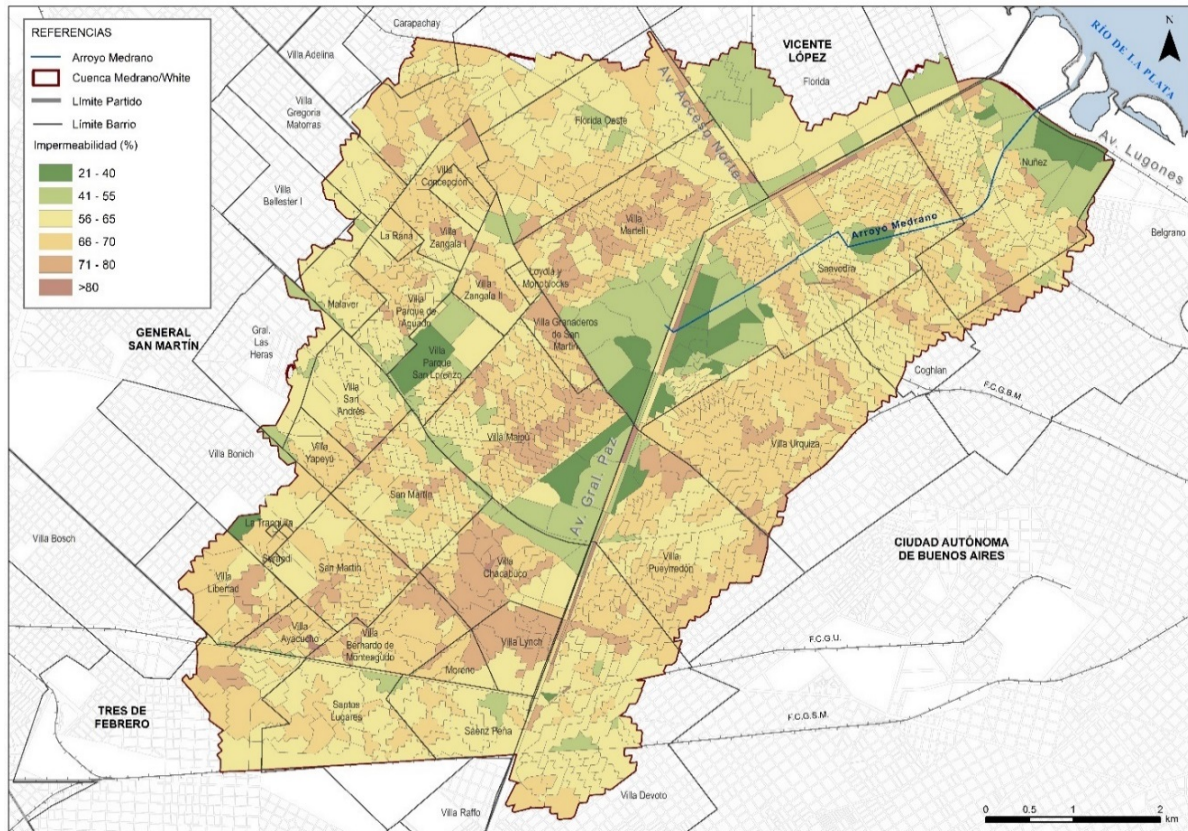 REFERENCIAS
Arroyo Medrano
Cuenca Medrano/White
Límite Partido
Límite Barrio
Impermeabilidad (%)
21 - 40
41 - 55
56 - 65
66 - 70
71 - 80
>80
Carapachay
Villa Adelina
Villa
Gregoria
Matorras
Villa
Ballester I
VICENTE
LÓPEZ
Florida
RÍO DE LA PLATA
N
Av. Lugones
Av. Acceso Norte
Florida Oeste
Nuñez
Belgrano
Villa
Concepción
La Rana
Villa
Zangala I
Villa
Martelli
Arroyo Medrano
Saavedra
Loyola y
Monoblocks
Villa
Zangala II
Malaver
Villa
Parque de
Aguado
Villa Granaderos
de San
Martín
GENERAL
SAN MARTÍN
Gral.
Las
Heras
Villa
Parque
San Lorenzo
Coghlan
F.C.G.B.M.
Villa
San
Andrés
Villa Maipú
Villa Urquiza
Villa Bonich
Villa
Yapeyú
Av. Gral. Paz
San Martín
La Tranquila
Villa Bosch
CIUDAD AUTÓNOMA
DE BUENOS AIRES
San Martín
Villa
Libertad
Villa
Chacabuco
Villa
Pueyrredón
Villa
Ayacucho
Villa
Bernardo de
Monteagudo
Villa Lynch
Moreno
F.C.G.U.
TRES DE
FEBRERO
Santos
Lugares
Sáenz Peña
F.C.G.S.M.
Villa Raffo
Villa Devoto
0 0.5 1 2
km